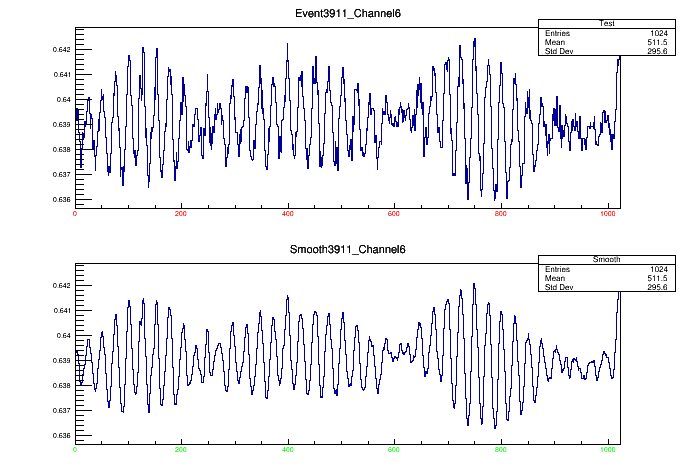 Event3911_Channel6
Test
Entries 1024
Mean 511.5
Std Dev 295.6
0.642
0.641
0.64
0.639
0.638
0.637
0.636
0 200 400 600 800 1000
Smooth3911_Channel6
Smooth
Entries 1024
Mean 511.5
Std Dev 295.6
0.642
0.641
0.64
0.639
0.638
0.637
0.636
0 200 400 600 800 1000